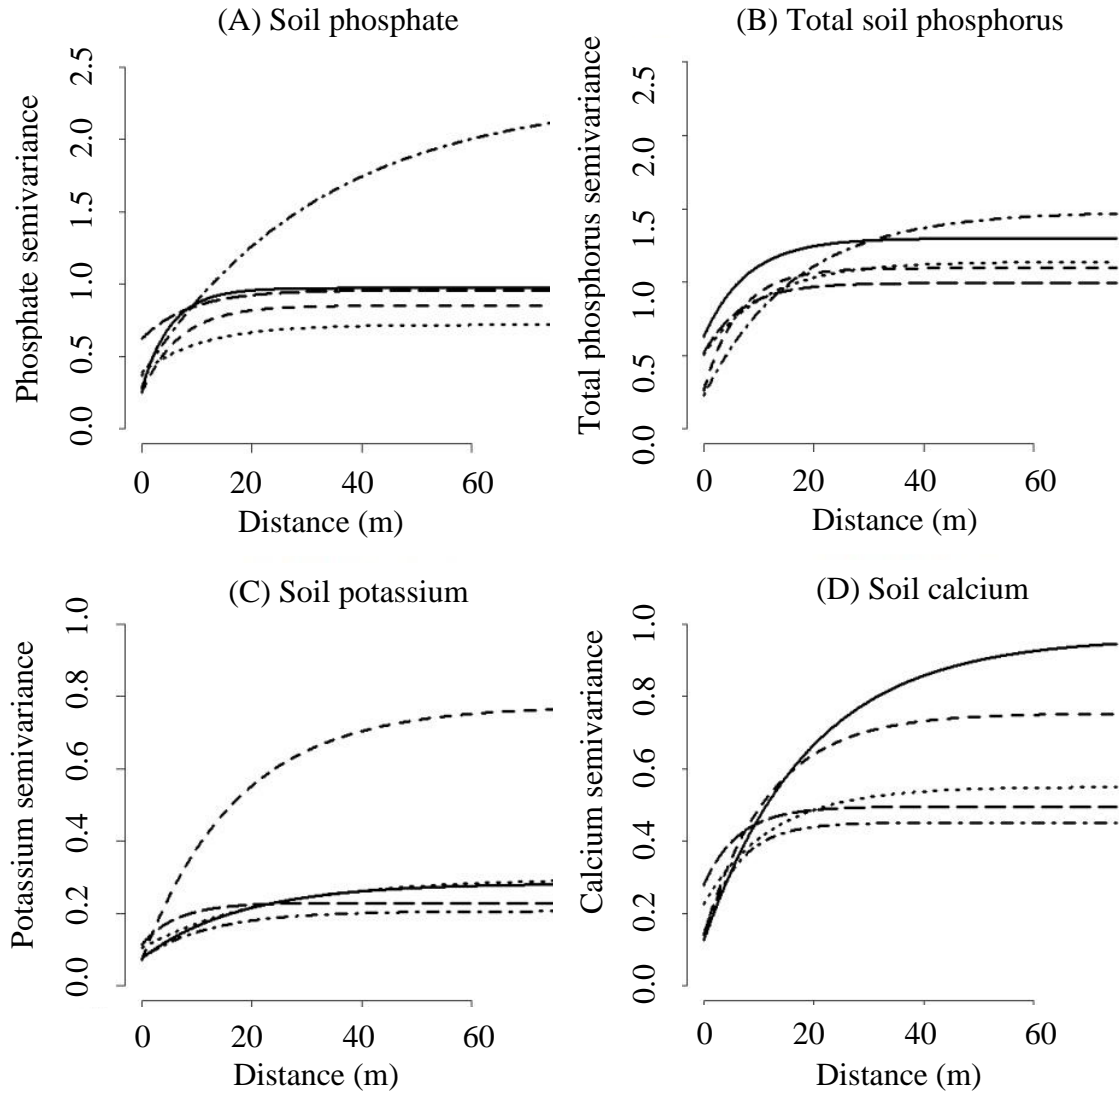 (A) Soil phosphate
Phosphate semivariance
2.5
2.0
1.5
1.0
0.5
0.0
0 20 40 60
Distance (m)
(B) Total soil phosphorus
Total phosphorus semivariance
2.5
2.0
1.5
1.0
0.5
0.0
0 20 40 60
Distance (m)
(C) Soil potassium
Potassium semivariance
1.0
0.8
0.6
0.4
0.2
0.0
0 20 40 60
Distance (m)
(D) Soil calcium
Calcium semivariance
1.0
0.8
0.6
0.4
0.2
0.0
0 20 40 60
Distance (m)